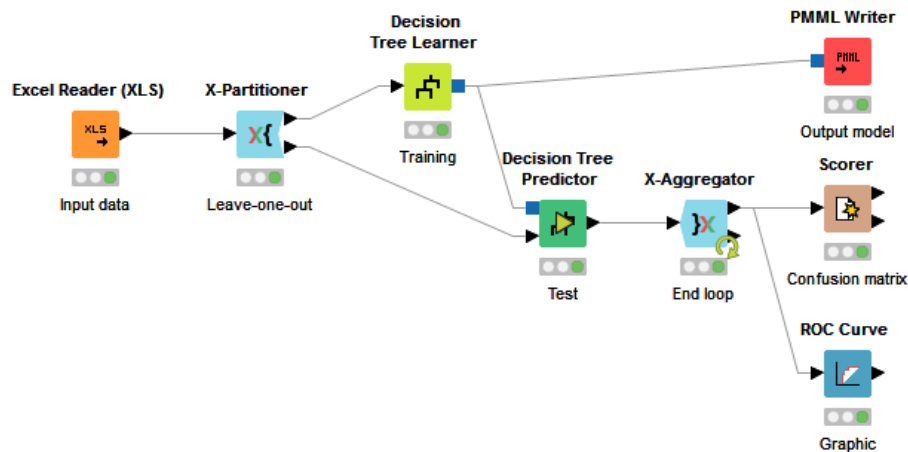 Decision
Tree Learner
PMML Writer
Excel Reader (XLS)
X-Partitioner
PMML
XLS
X{
Training
Output model
Decision Tree
Predictor
X-Aggregator
Scorer
Input data
Leave-one-out
}X
Test
End loop
Confusion matrix
ROC Curve
Graphic